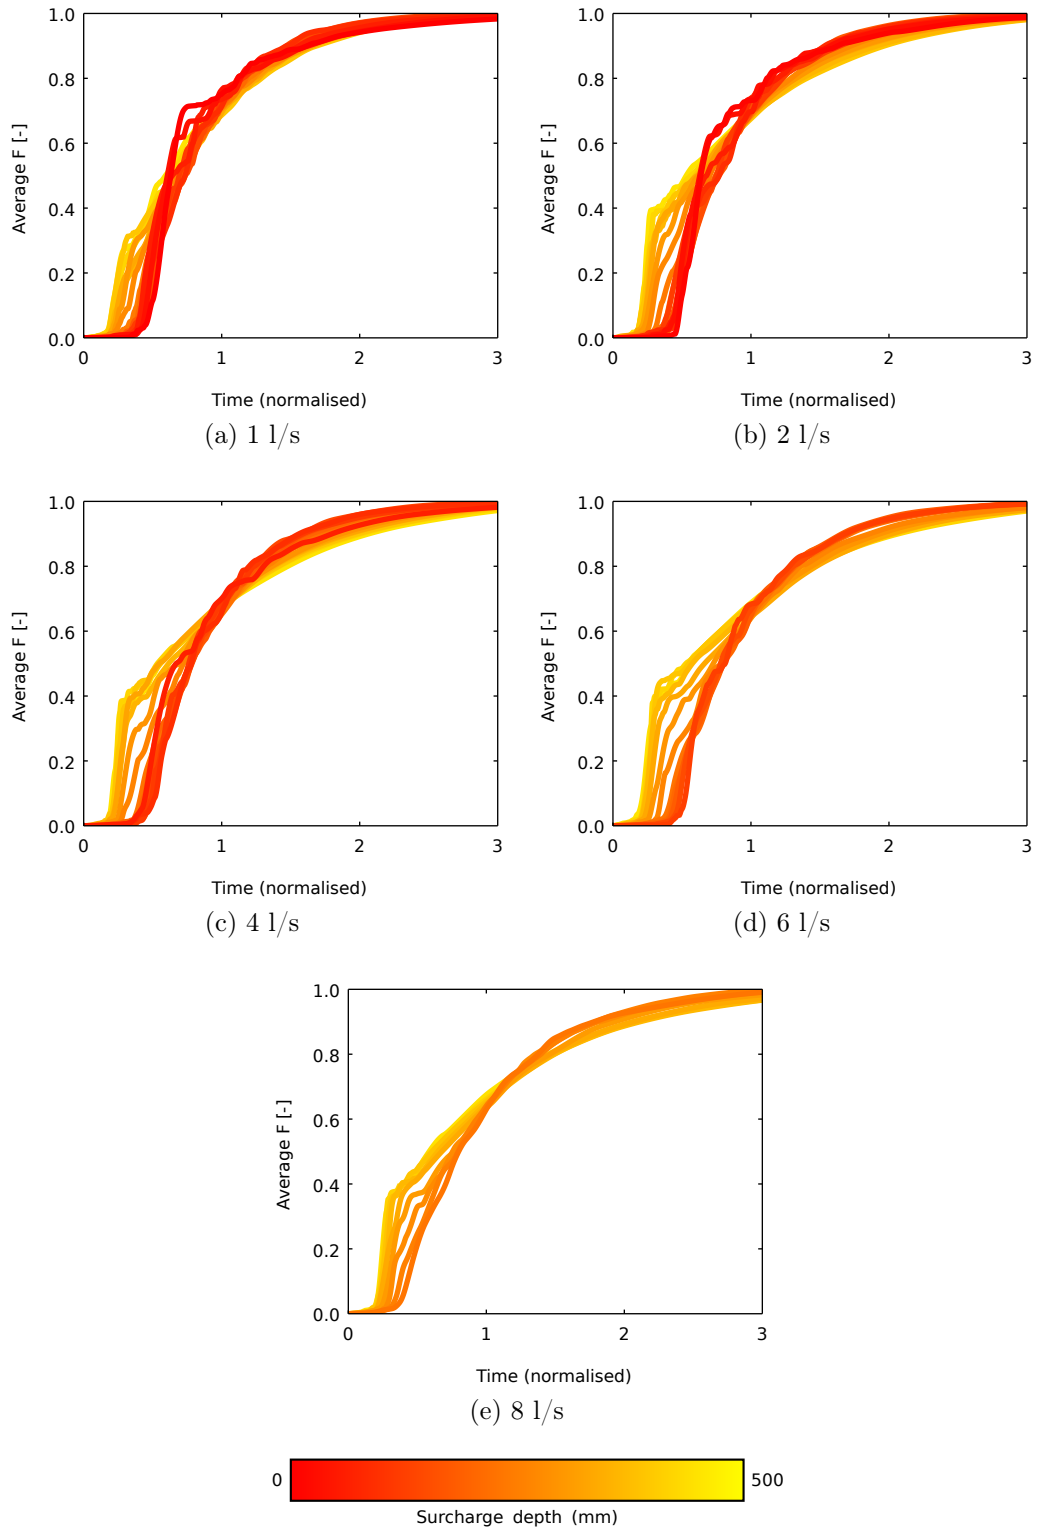 1.0
0.8
0.6
0.4
0.2
0.0
Average F [-]
0 1 2 3
Time (normalised)
(a) 1 l/s
1.0
0.8
0.6
0.4
0.2
0.0
Average F [-]
0 1 2 3
Time (normalised)
(b) 2 l/s
1.0
0.8
0.6
0.4
0.2
0.0
Average F [-]
0 1 2 3
Time (normalised)
(c) 4 l/s
1.0
0.8
0.6
0.4
0.2
0.0
Average F [-]
0 1 2 3
Time (normalised)
(d) 6 l/s
1.0
0.8
0.6
0.4
0.2
0.0
Average F [-]
0 1 2 3
Time (normalised)
(e) 8 l/s
0 500
Surcharge depth (mm)